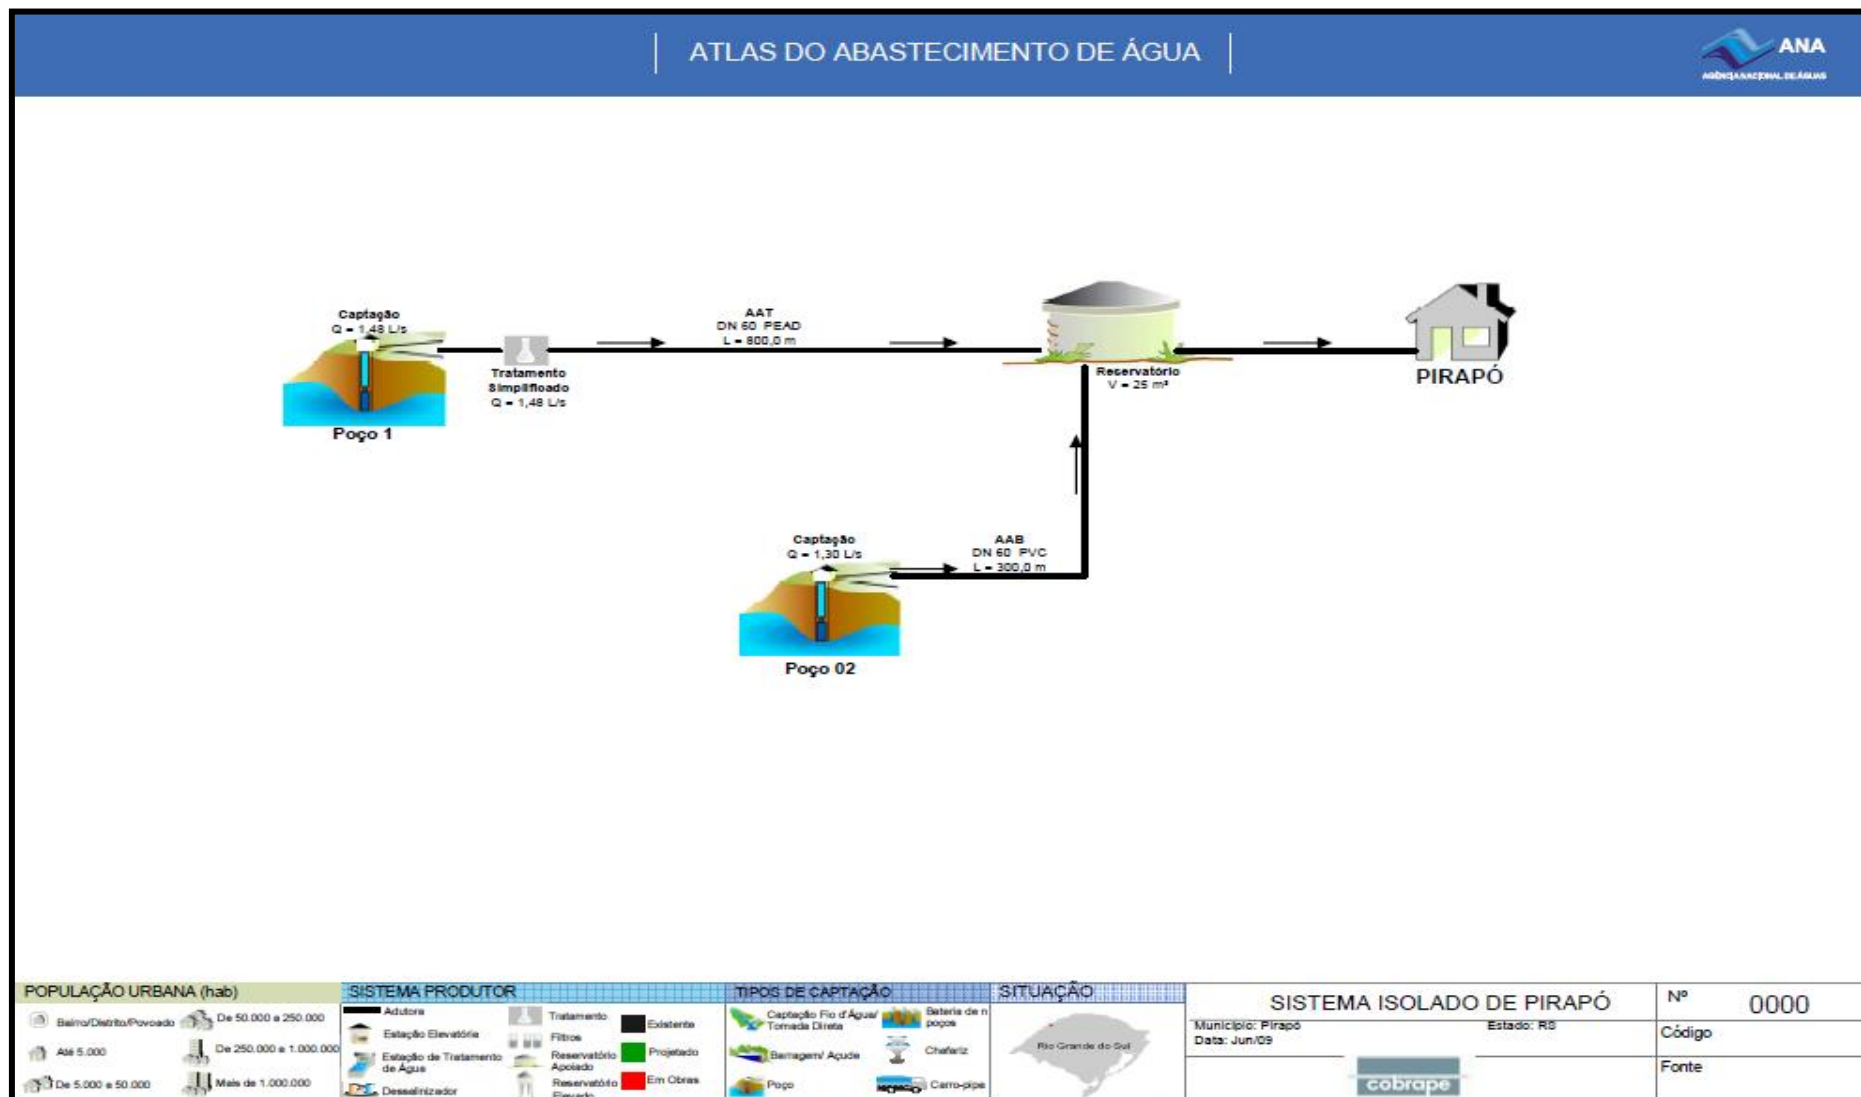 ATLAS DO ABASTECIMENTO DE ÁGUA
ANA
AGÊNCIA NACIONAL DE ÁGUAS
Captação
Q = 1,48 L/s
Poço 1
Tratamento
Simplificado
Q = 1,48 L/s
AAT
DN 60 PEAD
L = 800,0 m
Reservatório
V = 25 m³
PIRAPÓ
Captação
Q = 1,30 L/s
Poço 02
AAB
DN 60 PVC
L = 300,0 m
POPULAÇÃO URBANA (hab)
Bairro/Distrito/Povoado
Até 5.000
De 5.000 a 50.000
De 50.000 a 250.000
De 250.000 a 1.000.000
Mais de 1.000.000
SISTEMA PRODUTOR
Adutora
Estação Elevatória
Estação de Tratamento
de Água
Dessalinizador
Tratamento
Filtros
Reservatório
Apoiado
Reservatório
Elevado
Existente
Projetado
Em Obras
TIPOS DE CAPTAÇÃO
Captação Fio d'Água/
Tomada Direta
Barragem/ Açude
Poço
Bateria de n
poços
Chafariz
Carro-pipa
SITUAÇÃO
Rio Grande do Sul
SISTEMA ISOLADO DE PIRAPÓ
Município: Pirapó
Estado: RS
Data: Jun/09
cobrape
Nº
0000
Código
Fonte